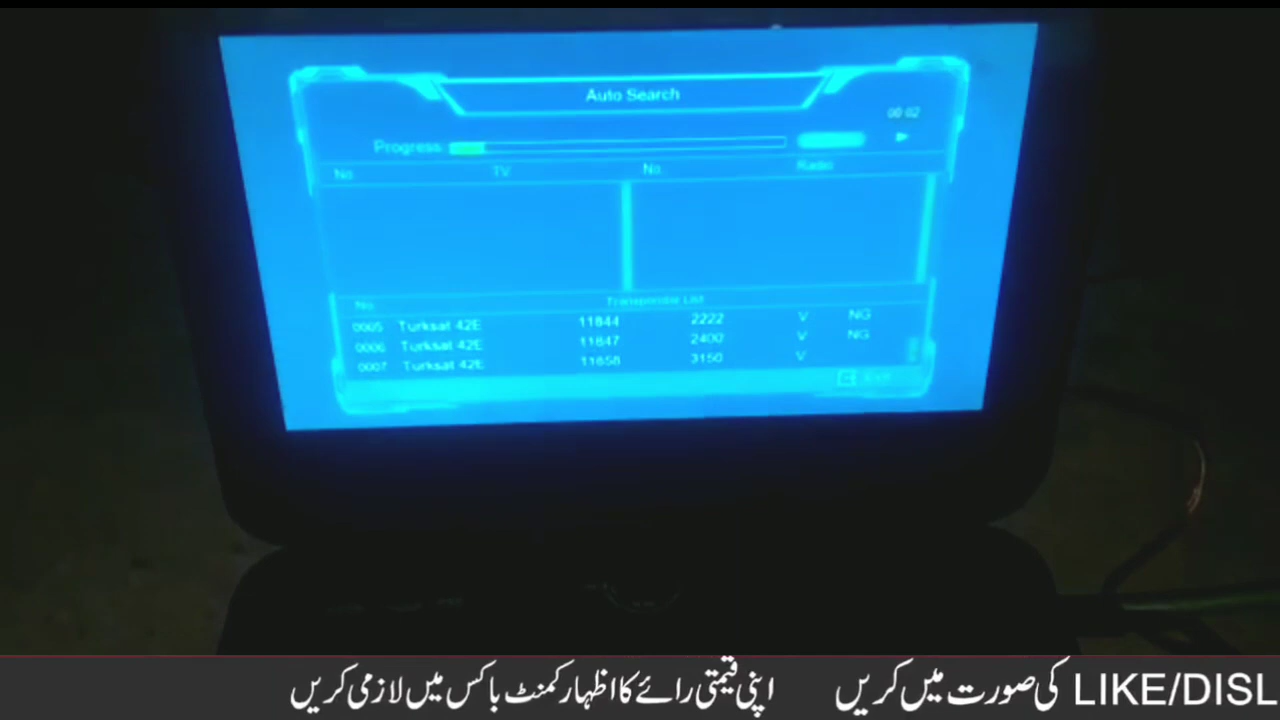 Auto Search
00:02
Progress
No. TV No. Radio
No. Transponder List
0005 Turksat 42E 11844 2222 V NG
0006 Turksat 42E 11847 2400 V NG
0007 Turksat 42E 11858 3150 V
Exit
LIKE/DISL کی صورت میں کریں اپنی قیمتی رائے کا اظہار کمنٹ باکس میں لازمی کریں